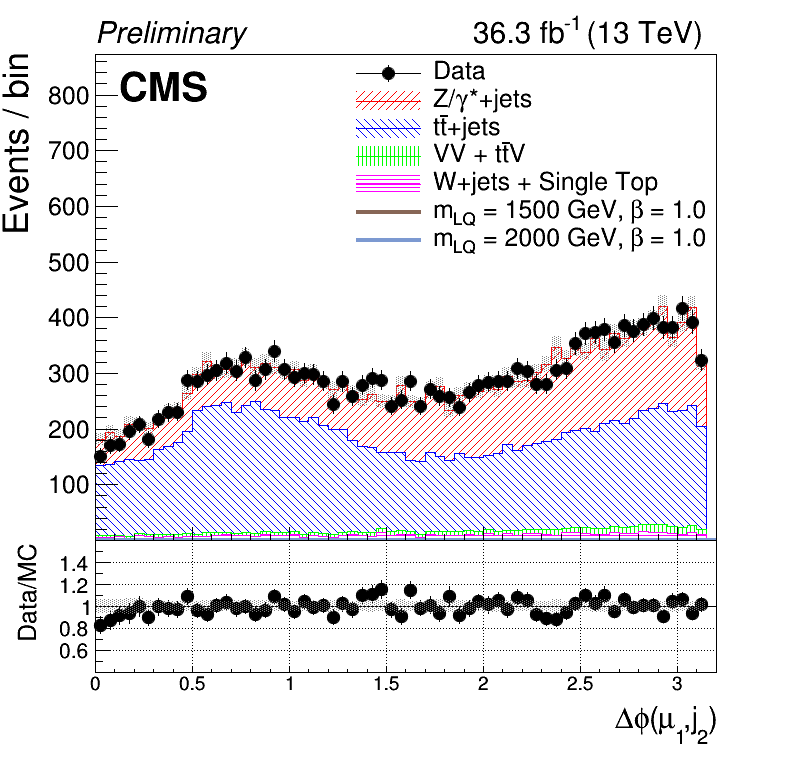 Preliminary 36.3 fb⁻¹ (13 TeV)
CMS
Data
Z/γ*+jets
tt̄+jets
VV + tt̄V
W+jets + Single Top
m_LQ = 1500 GeV, β = 1.0
m_LQ = 2000 GeV, β = 1.0
Events / bin
800
700
600
500
400
300
200
100
Data/MC
1.4
1.2
1
0.8
0.6
0 0.5 1 1.5 2 2.5 3
Δϕ(μ₁,j₂)